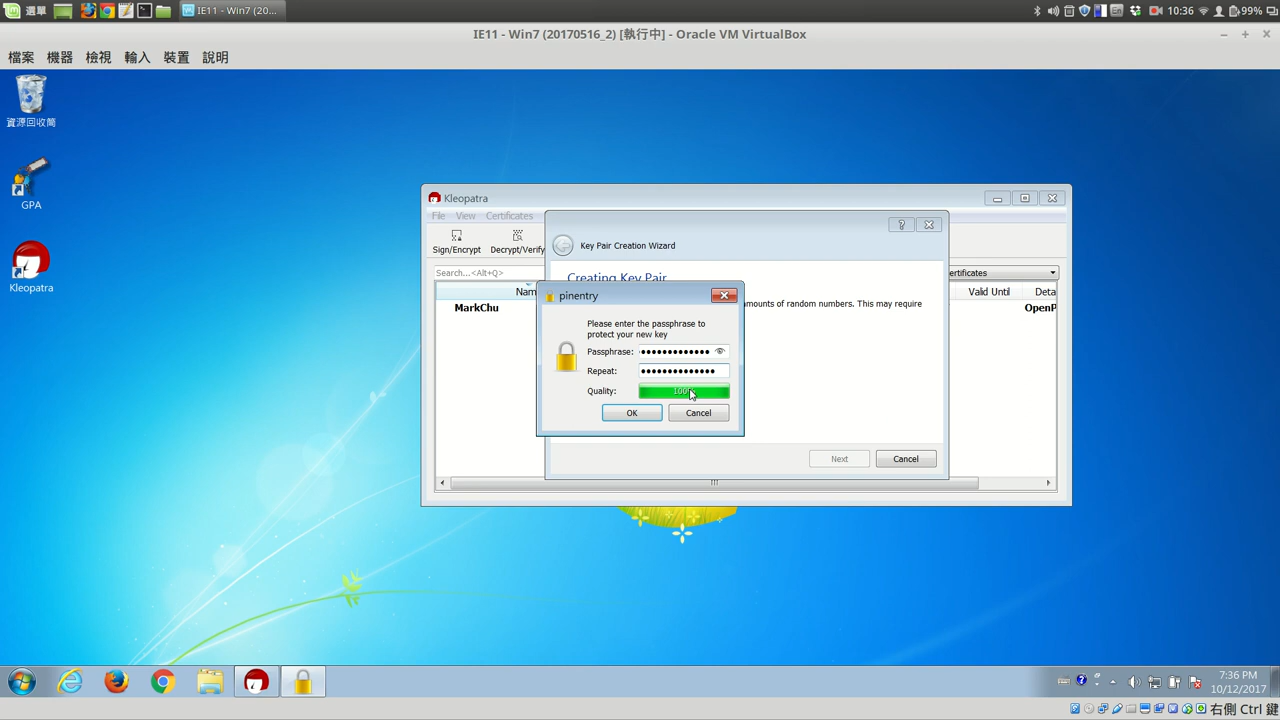 選單
IE11 - Win7 (20...
10:36
99%
IE11 - Win7 (20170516_2) [執行中] - Oracle VM VirtualBox
檔案 機器 檢視 輸入 裝置 說明
資源回收筒
GPA
Kleopatra
Kleopatra
File View Certificates
Sign/Encrypt Decrypt/Verify
Search...<Alt+Q>
ertificates
Nam
Valid Until Deta
MarkChu
OpenP
Key Pair Creation Wizard
Creating Key Pair
amounts of random numbers. This may require
Next Cancel
pinentry
Please enter the passphrase to
protect your new key
Passphrase:
Repeat:
Quality: 100%
OK Cancel
7:36 PM
10/12/2017
右側 Ctrl 鍵